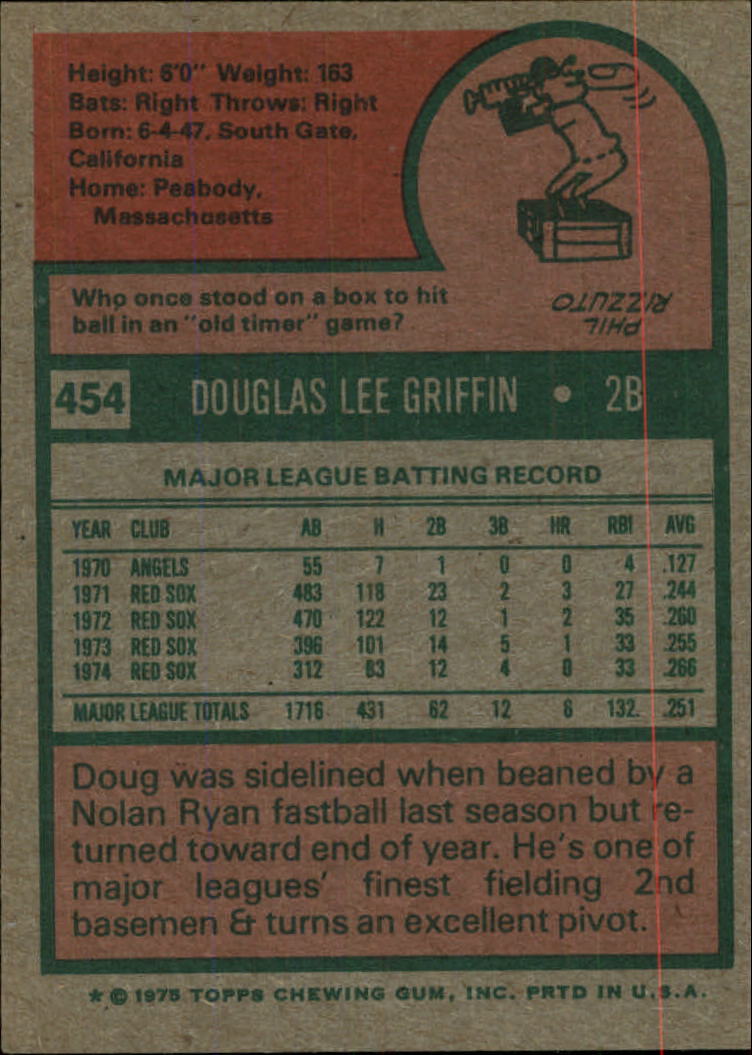 Height: 6'0" Weight: 163
Bats: Right Throws: Right
Born: 6-4-47, South Gate,
California
Home: Peabody,
Massachusetts
Who once stood on a box to hit
ball in an "old timer" game?
PHIL
RIZZUTO
454 DOUGLAS LEE GRIFFIN • 2B
MAJOR LEAGUE BATTING RECORD
YEAR CLUB AB H 2B 3B HR RBI AVG
1970 ANGELS 55 7 1 0 0 4 .127
1971 RED SOX 483 118 23 2 3 27 .244
1972 RED SOX 470 122 12 1 2 35 .260
1973 RED SOX 396 101 14 5 1 33 .255
1974 RED SOX 312 83 12 4 0 33 .266
MAJOR LEAGUE TOTALS 1716 431 62 12 6 132. .251
Doug was sidelined when beaned by a
Nolan Ryan fastball last season but re-
turned toward end of year. He's one of
major leagues' finest fielding 2nd
basemen & turns an excellent pivot.
* © 1975 TOPPS CHEWING GUM, INC. PRTD IN U.S.A.